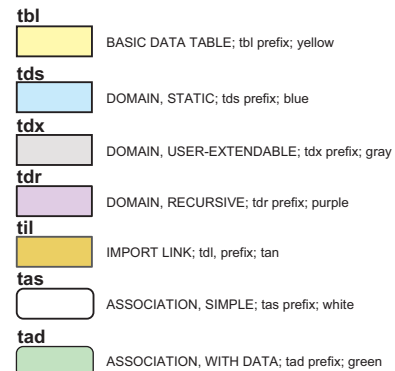 tbl
BASIC DATA TABLE; tbl prefix; yellow
tds
DOMAIN, STATIC; tds prefix; blue
tdx
DOMAIN, USER-EXTENDABLE; tdx prefix; gray
tdr
DOMAIN, RECURSIVE; tdr prefix; purple
til
IMPORT LINK; tdl, prefix; tan
tas
ASSOCIATION, SIMPLE; tas prefix; white
tad
ASSOCIATION, WITH DATA; tad prefix; green